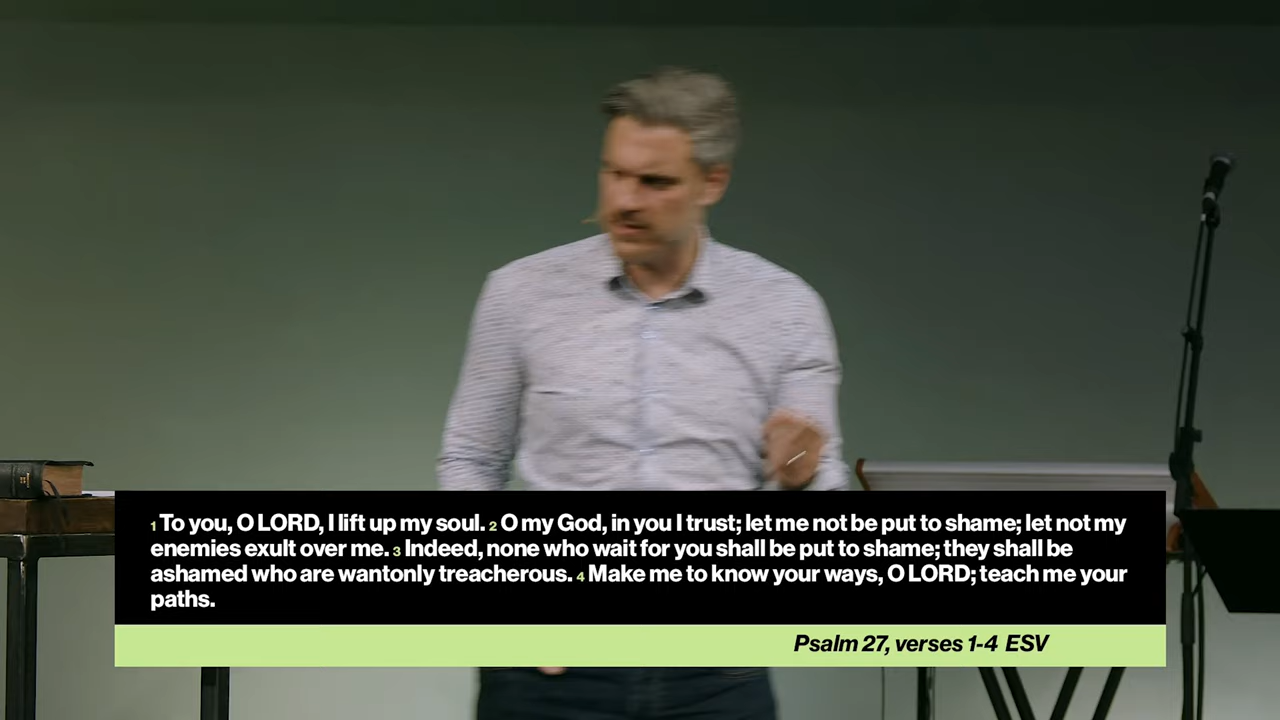 1 To you, O LORD, I lift up my soul. 2 O my God, in you I trust; let me not be put to shame; let not my
enemies exult over me. 3 Indeed, none who wait for you shall be put to shame; they shall be
ashamed who are wantonly treacherous. 4 Make me to know your ways, O LORD; teach me your
paths.
Psalm 27, verses 1-4 ESV